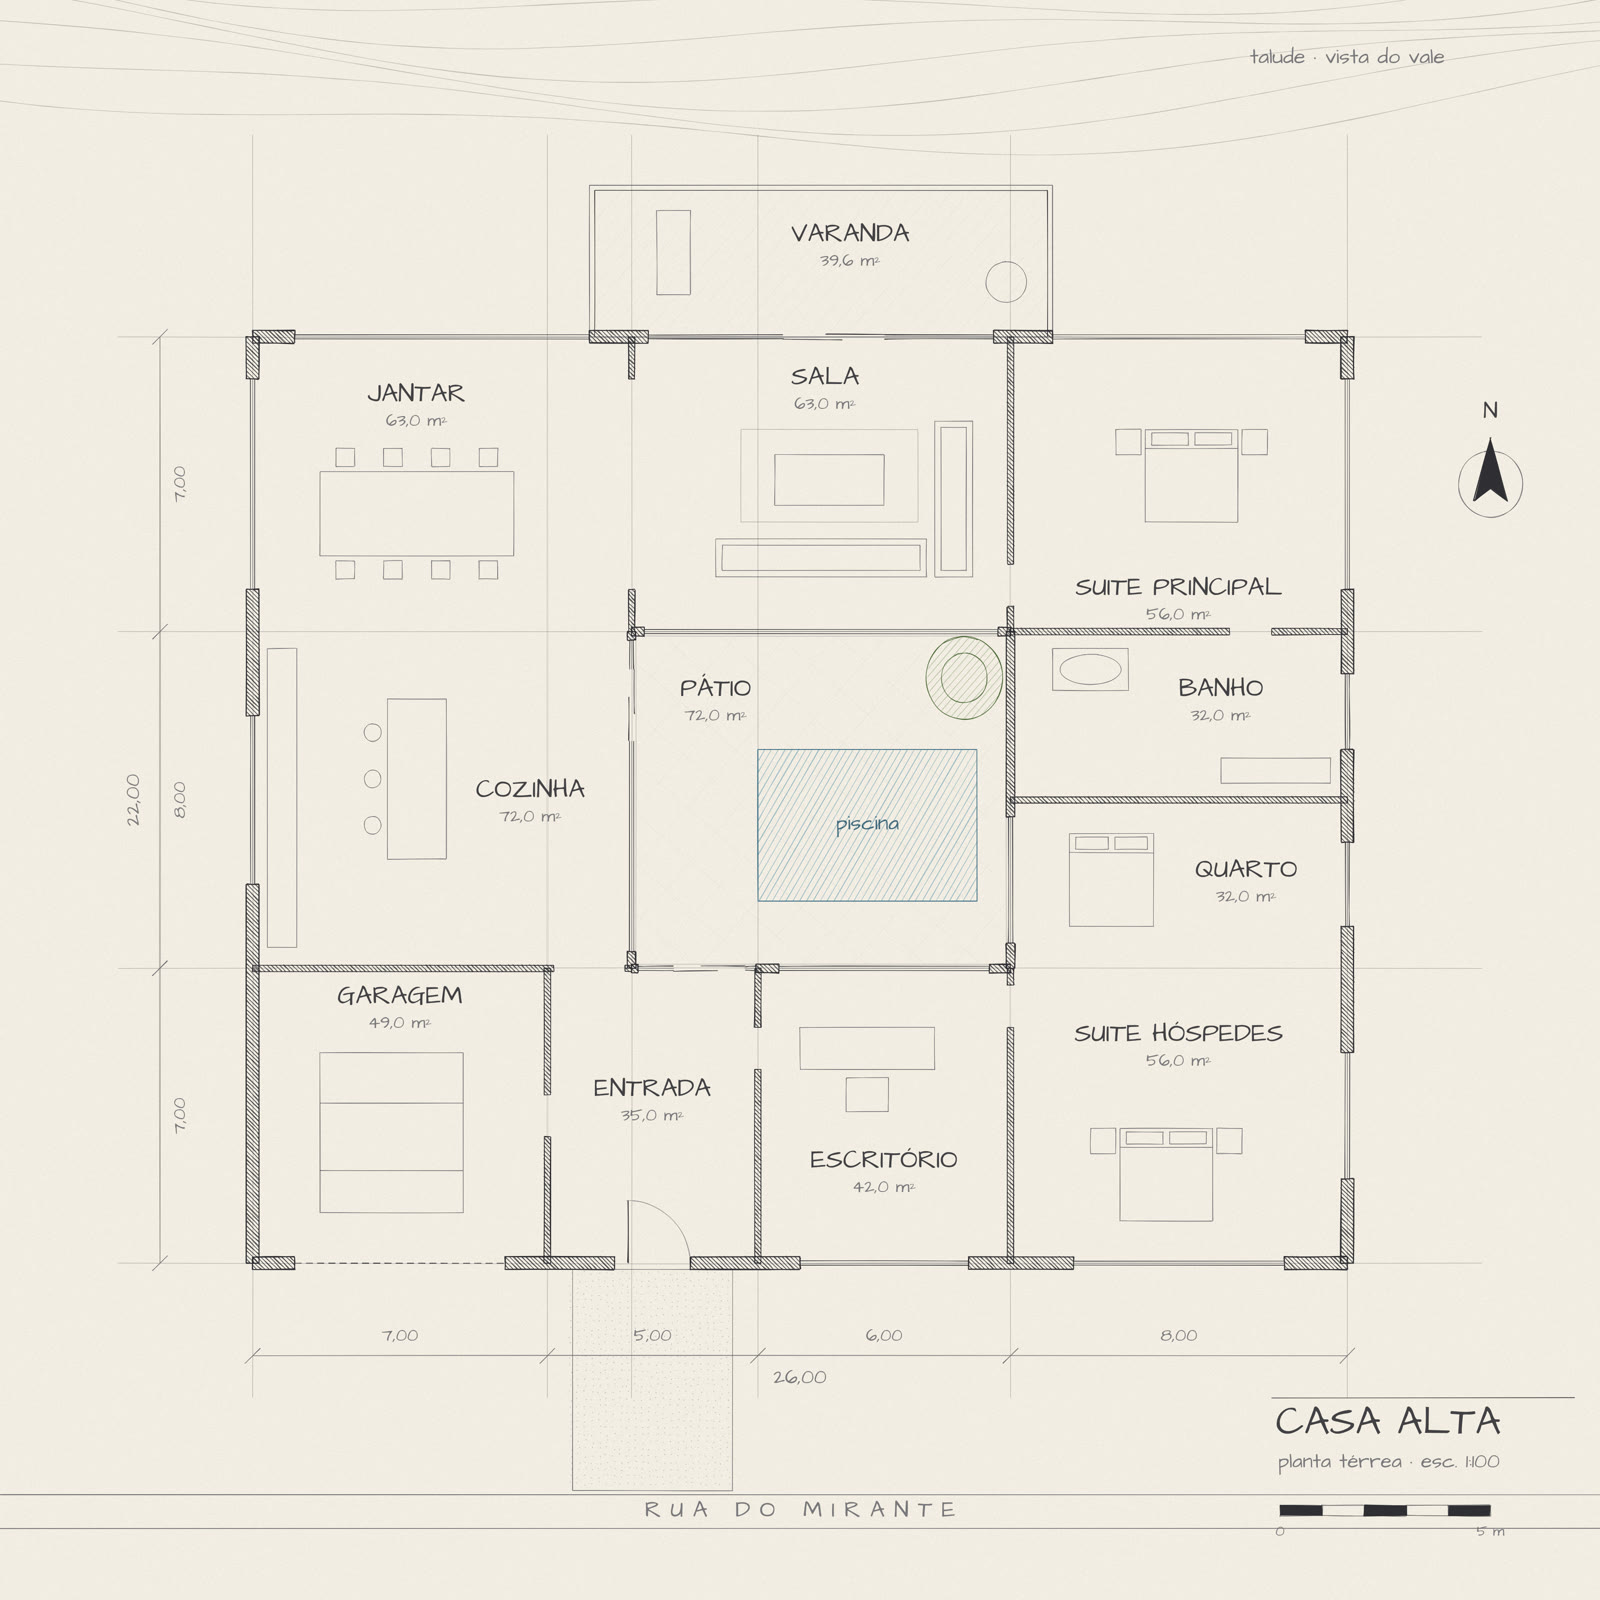 talude · vista do vale
VARANDA
39,6 m²
JANTAR
63,0 m²
SALA
63,0 m²
N
7,00
SUITE PRINCIPAL
56,0 m²
PÁTIO
72,0 m²
BANHO
32,0 m²
COZINHA
72,0 m²
22,00
8,00
piscina
QUARTO
32,0 m²
GARAGEM
49,0 m²
SUITE HÓSPEDES
56,0 m²
ENTRADA
35,0 m²
7,00
ESCRITÓRIO
42,0 m²
7,00
5,00
6,00
8,00
26,00
CASA ALTA
planta térrea · esc. 1:100
RUA DO MIRANTE
0
5 m